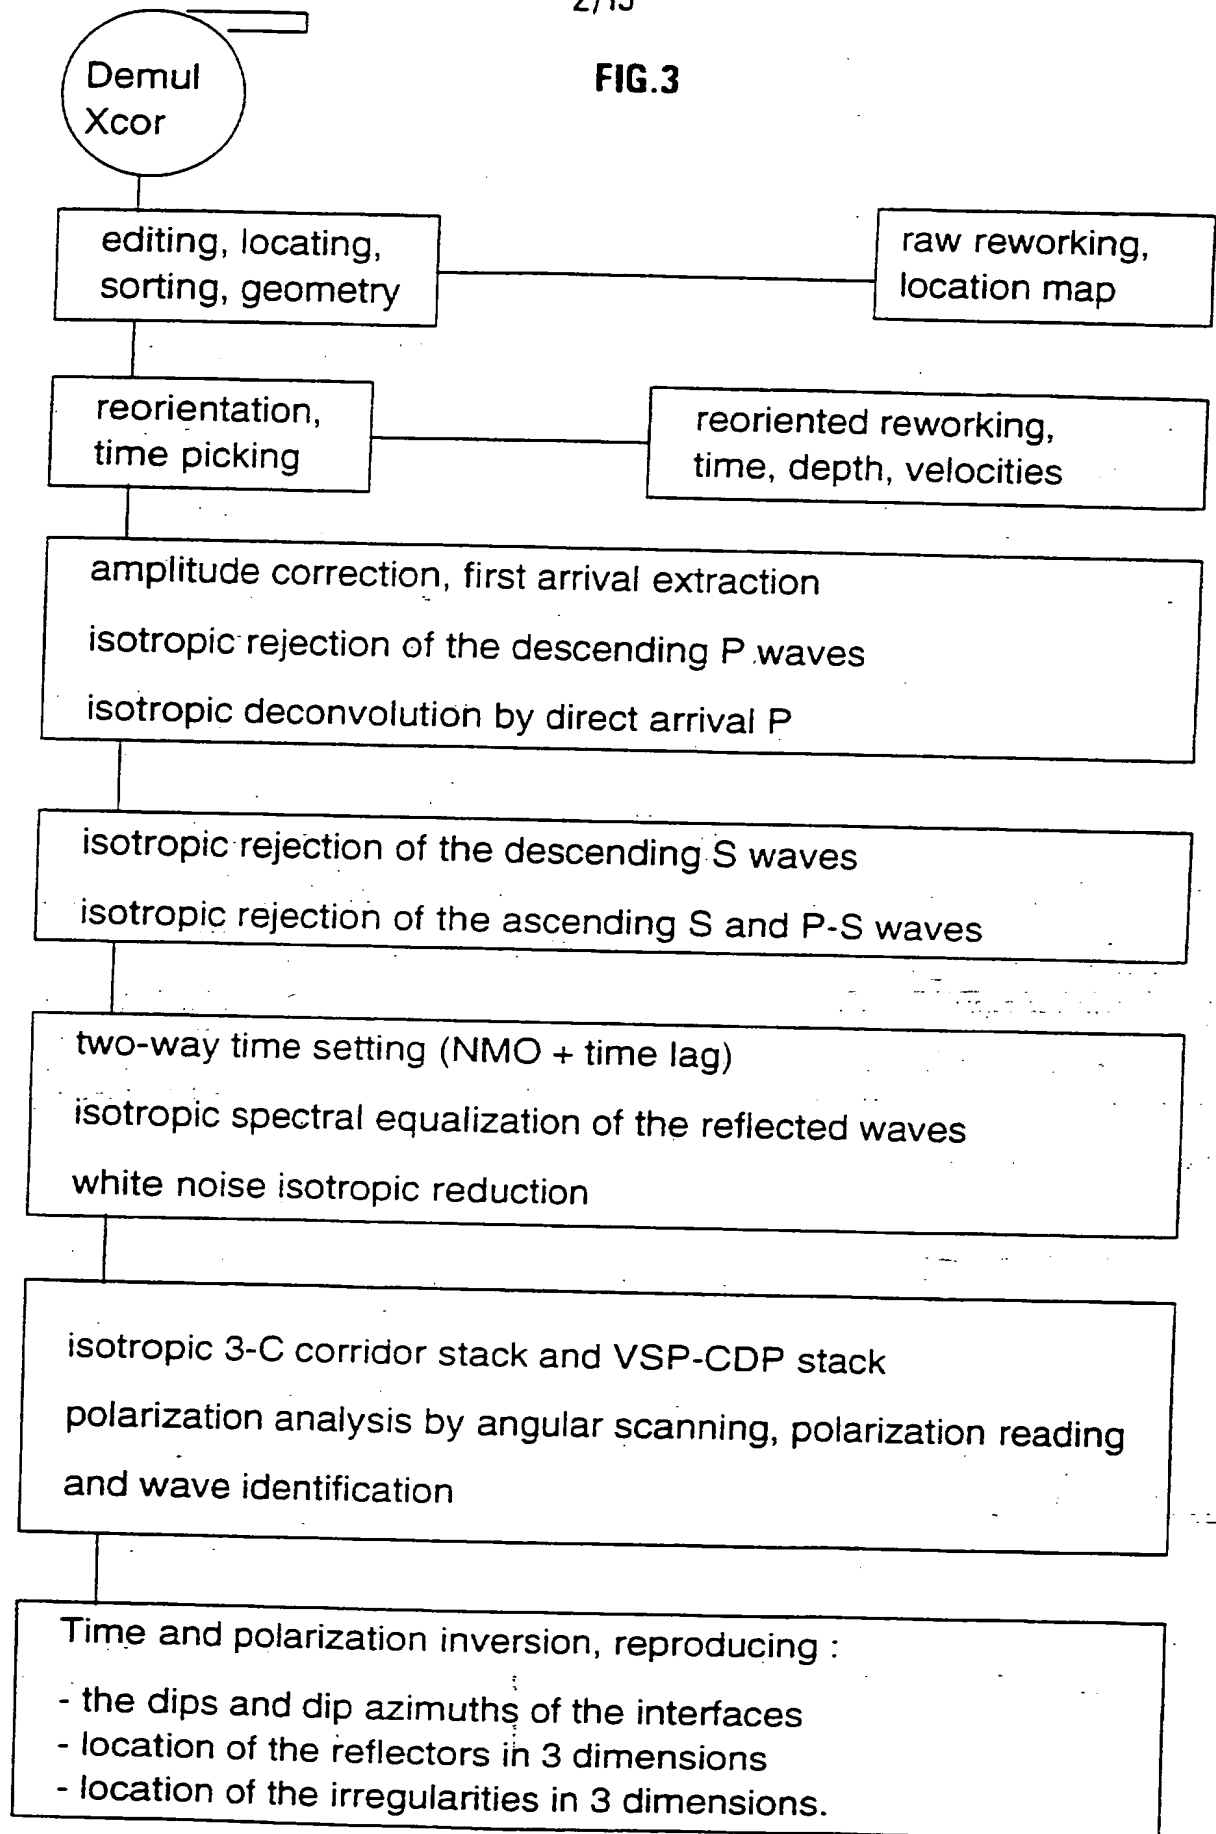 2/15
FIG.3
Demul
Xcor
editing, locating,
sorting, geometry
raw reworking,
location map
reorientation,
time picking
reoriented reworking,
time, depth, velocities
amplitude correction, first arrival extraction
isotropic rejection of the descending P waves
isotropic deconvolution by direct arrival P
isotropic rejection of the descending S waves
isotropic rejection of the ascending S and P-S waves
two-way time setting (NMO + time lag)
isotropic spectral equalization of the reflected waves
white noise isotropic reduction
isotropic 3-C corridor stack and VSP-CDP stack
polarization analysis by angular scanning, polarization reading
and wave identification
Time and polarization inversion, reproducing :
- the dips and dip azimuths of the interfaces
- location of the reflectors in 3 dimensions
- location of the irregularities in 3 dimensions.